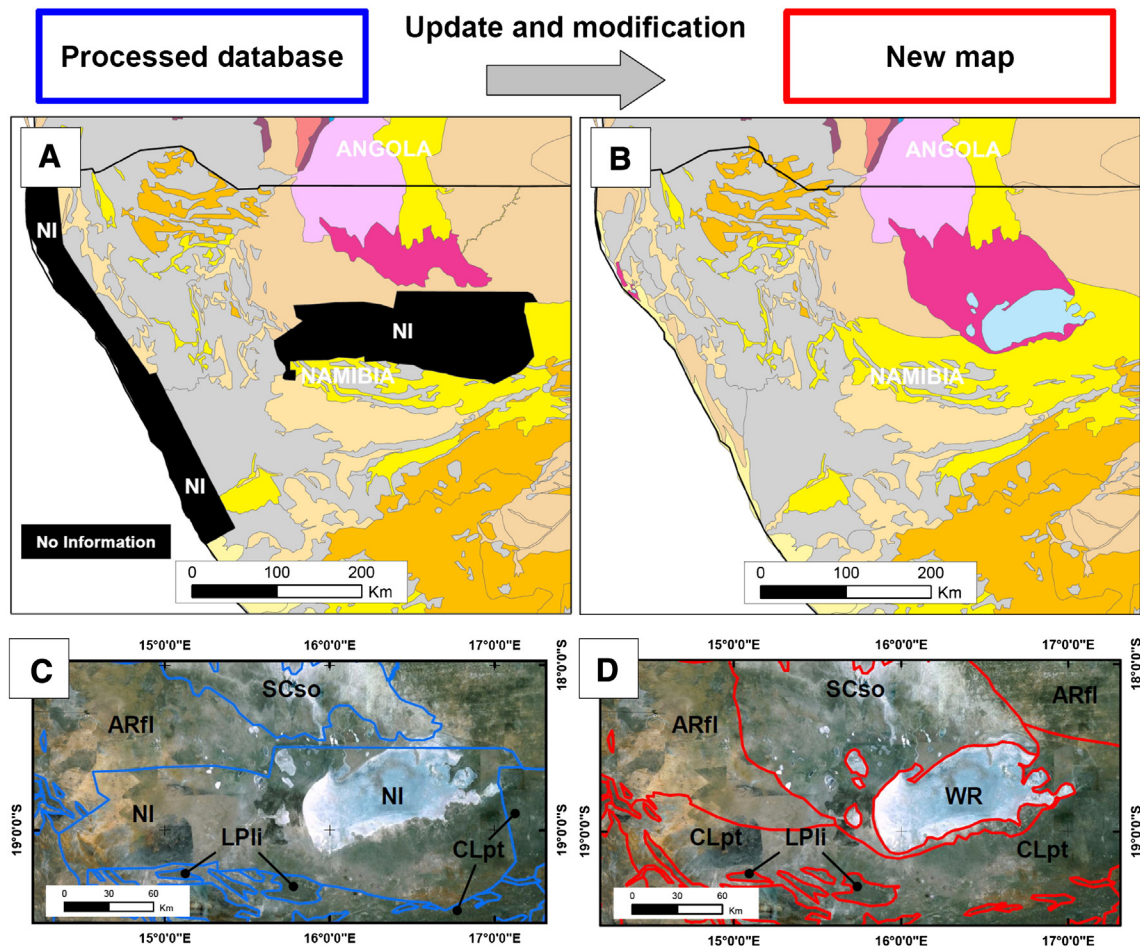 Processed database
Update and modification
New map
A
ANGOLA
NI
NI
NAMIBIA
NI
No Information
0 100 200
Km
B
ANGOLA
NAMIBIA
0 100 200
Km
15°0'0"E 16°0'0"E 17°0'0"E
C
SCso
ARfl
NI
NI
LPli
CLpt
18°0'0"S
19°0'0"S
19°0'0"S
0 30 60
Km
15°0'0"E 16°0'0"E 17°0'0"E
15°0'0"E 16°0'0"E 17°0'0"E
D
SCso
ARfl
ARfl
WR
CLpt
LPli
CLpt
18°0'0"S
19°0'0"S
19°0'0"S
0 30 60
Km
15°0'0"E 16°0'0"E 17°0'0"E